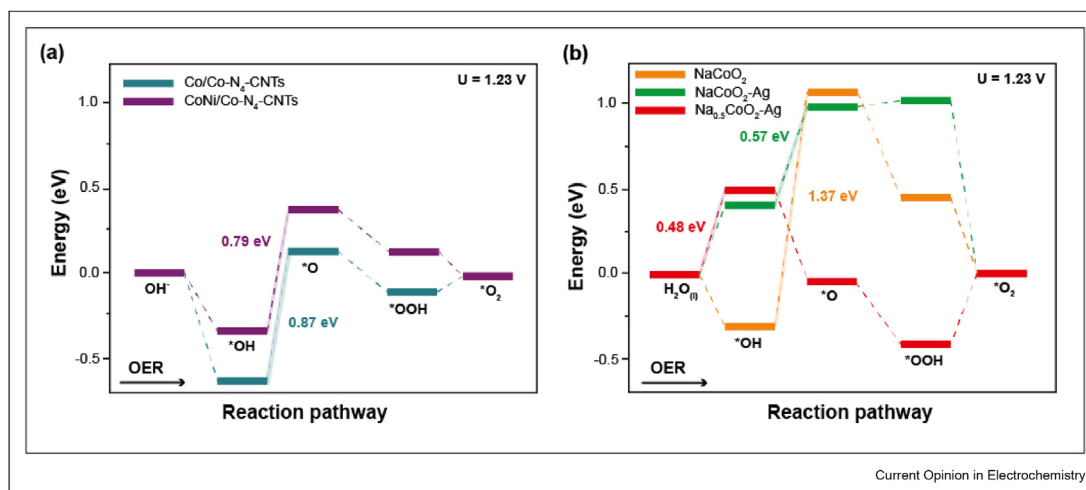 (a)
Co/Co-N₄-CNTs
CoNi/Co-N₄-CNTs
U = 1.23 V
1.0
0.5
0.0
-0.5
Energy (eV)
OH⁻
*OH
0.79 eV
*O
0.87 eV
*OOH
*O₂
OER
Reaction pathway
(b)
NaCoO₂
NaCoO₂-Ag
Na₀.₅CoO₂-Ag
U = 1.23 V
1.0
0.5
0.0
-0.5
Energy (eV)
0.57 eV
1.37 eV
0.48 eV
H₂O₍ₗ₎
*OH
*O
*OOH
*O₂
OER
Reaction pathway
Current Opinion in Electrochemistry